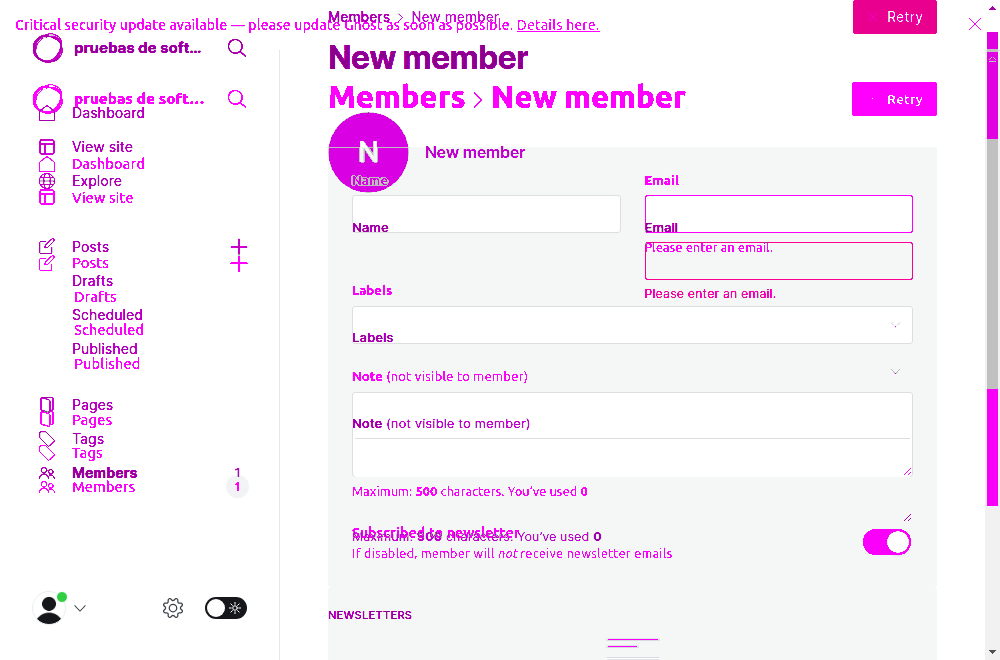 Members > New member
Critical security update available — please update Ghost as soon as possible. Details here.
Retry
pruebas de soft...
New member
pruebas de soft...
Members > New member
Retry
Dashboard
View site
Dashboard
Explore
View site
N
New member
Name
Email
Name
Email
Please enter an email.
Please enter an email.
Posts
Posts
Drafts
Drafts
Scheduled
Scheduled
Published
Published
Labels
Labels
Note (not visible to member)
Note (not visible to member)
Pages
Pages
Tags
Tags
Members 1
Members 1
Maximum: 500 characters. You've used 0
Subscribed to newsletter
Maximum: 500 characters. You've used 0
If disabled, member will not receive newsletter emails
NEWSLETTERS